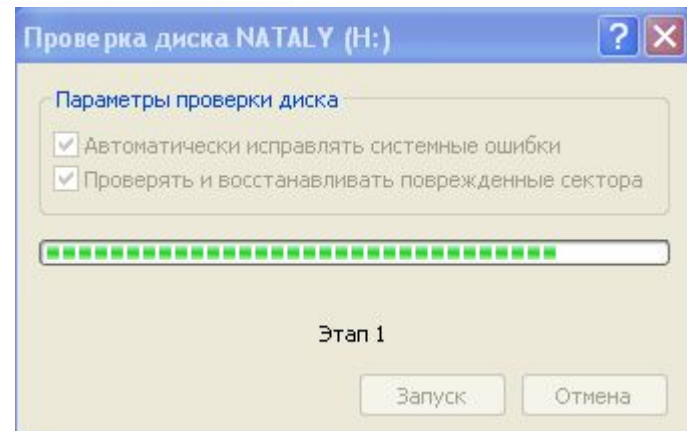 Проверка диска NATALY (H:)
Параметры проверки диска
Автоматически исправлять системные ошибки
Проверять и восстанавливать поврежденные сектора
Этап 1
Запуск
Отмена